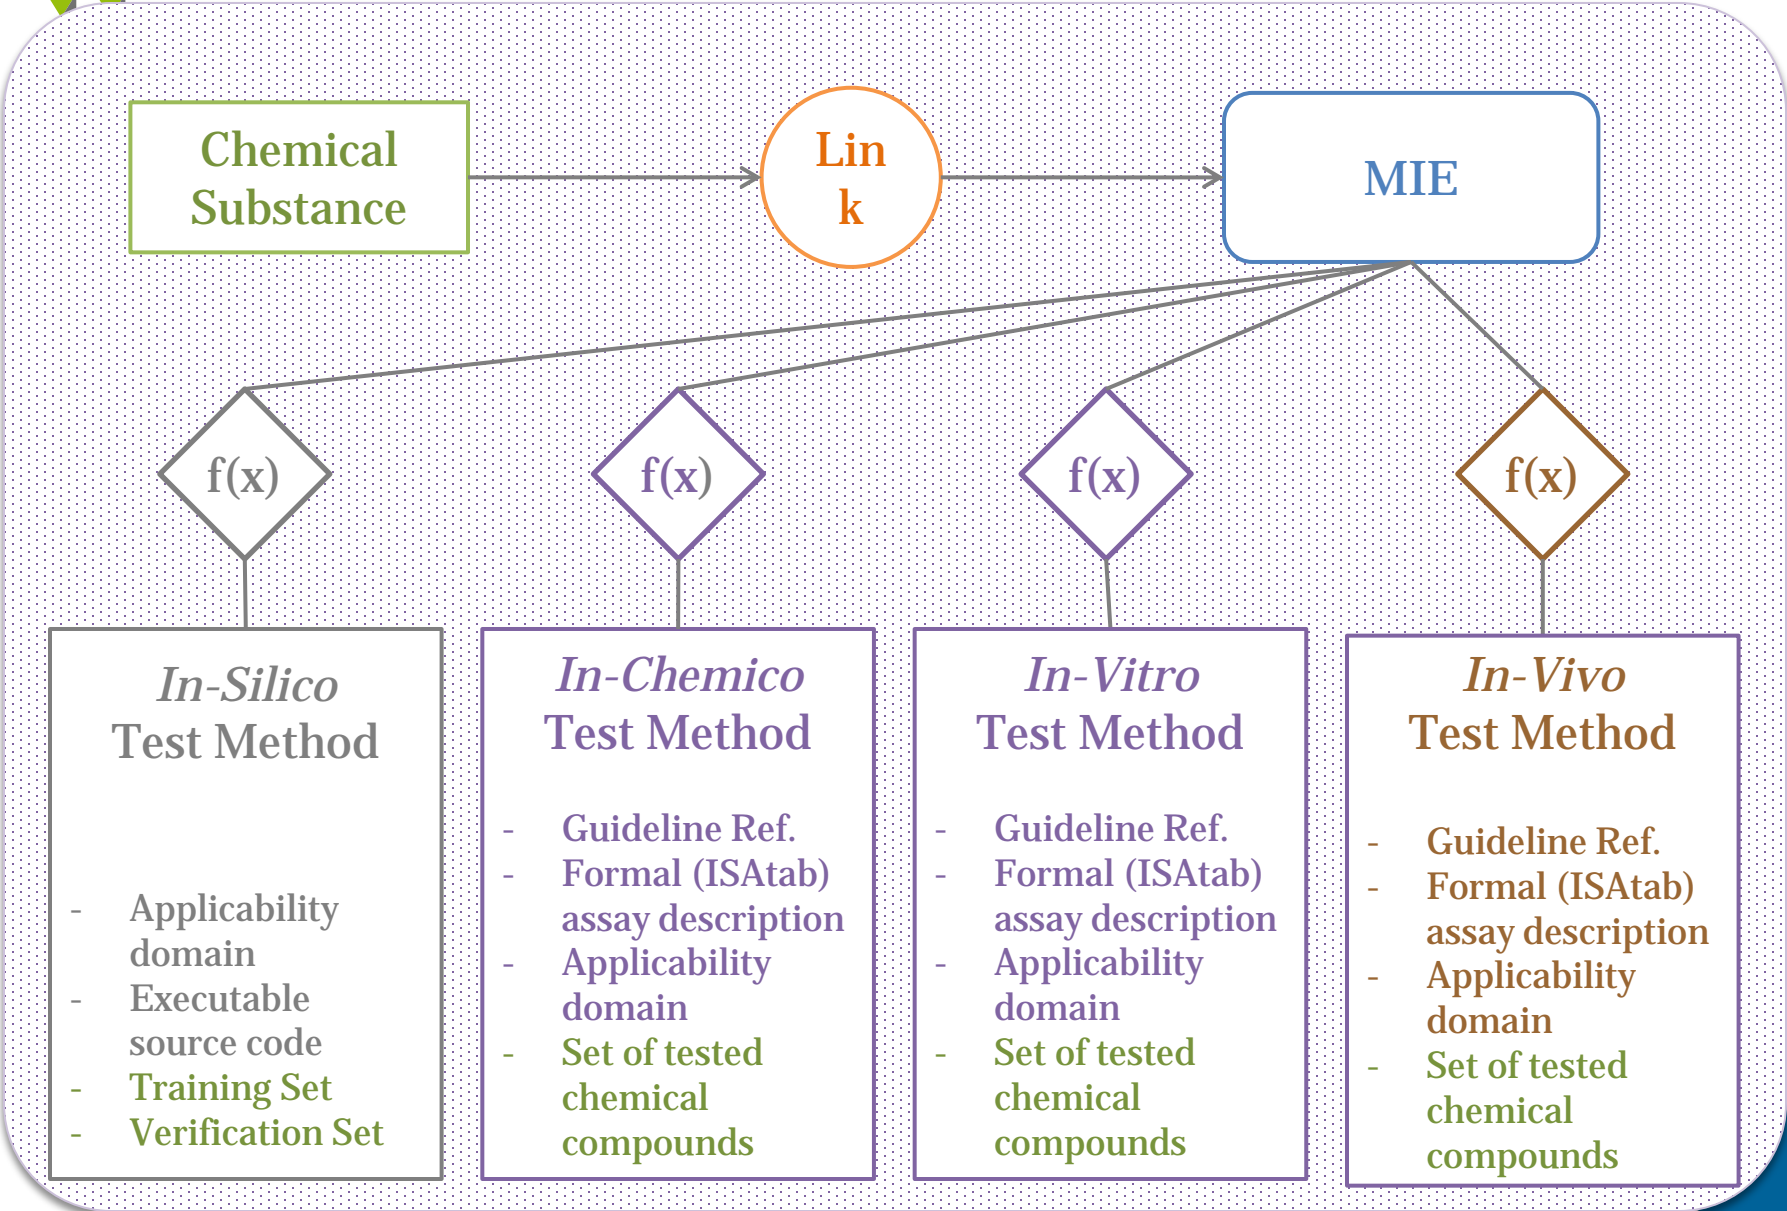 Chemical
Substance
Lin
k
MIE
f(x)
f(x)
f(x)
f(x)
In-Silico
Test Method
- Applicability
domain
- Executable
source code
- Training Set
- Verification Set
In-Chemico
Test Method
- Guideline Ref.
- Formal (ISAtab)
assay description
- Applicability
domain
- Set of tested
chemical
compounds
In-Vitro
Test Method
- Guideline Ref.
- Formal (ISAtab)
assay description
- Applicability
domain
- Set of tested
chemical
compounds
In-Vivo
Test Method
- Guideline Ref.
- Formal (ISAtab)
assay description
- Applicability
domain
- Set of tested
chemical
compounds